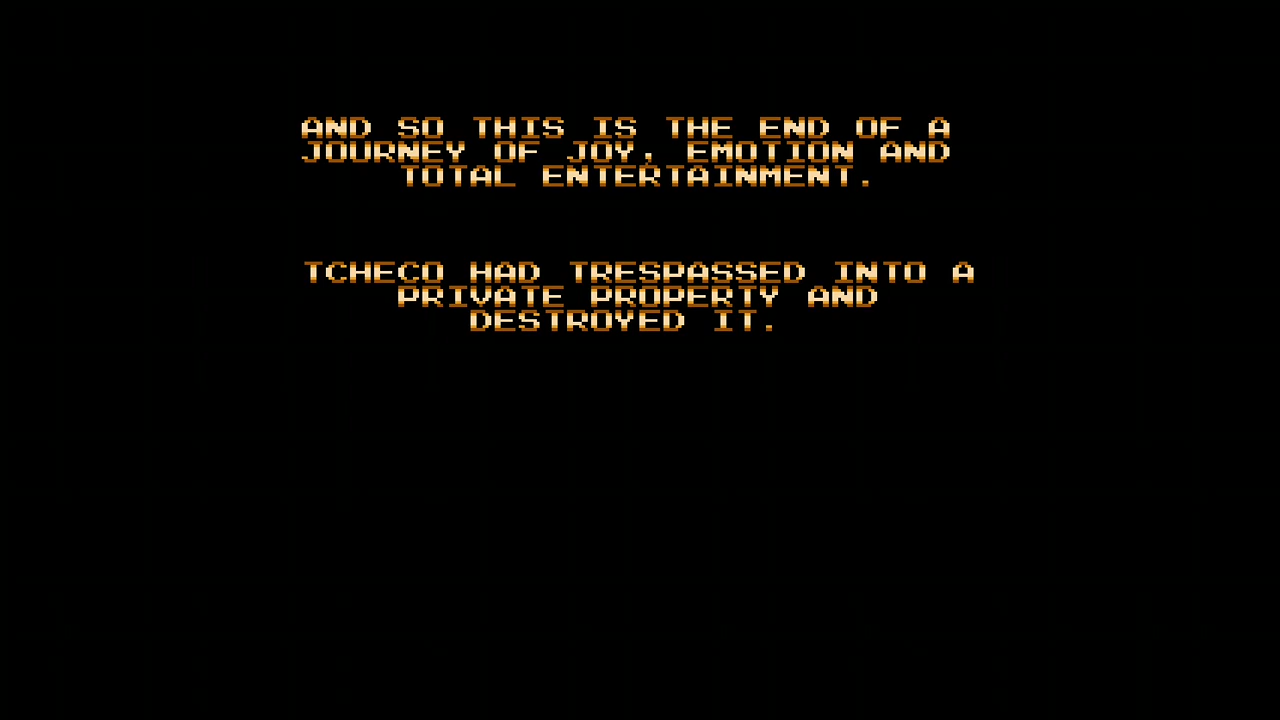 AND SO THIS IS THE END OF A
JOURNEY OF JOY, EMOTION AND
TOTAL ENTERTAINMENT.
TCHECO HAD TRESPASSED INTO A
PRIVATE PROPERTY AND
DESTROYED IT.